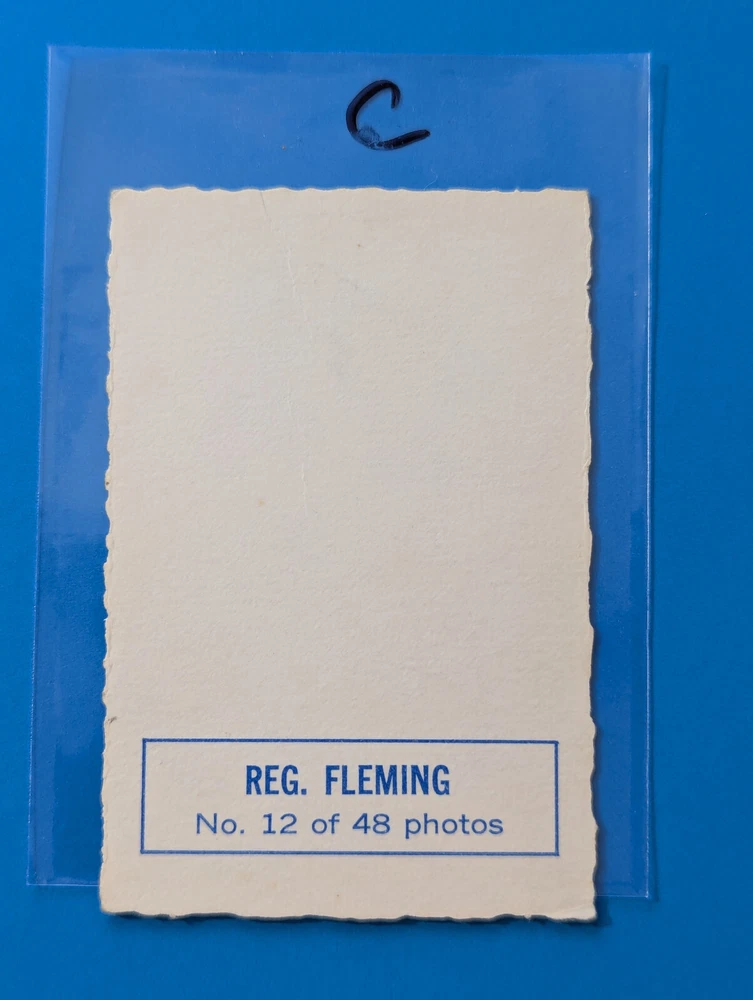 C
REG. FLEMING
No. 12 of 48 photos